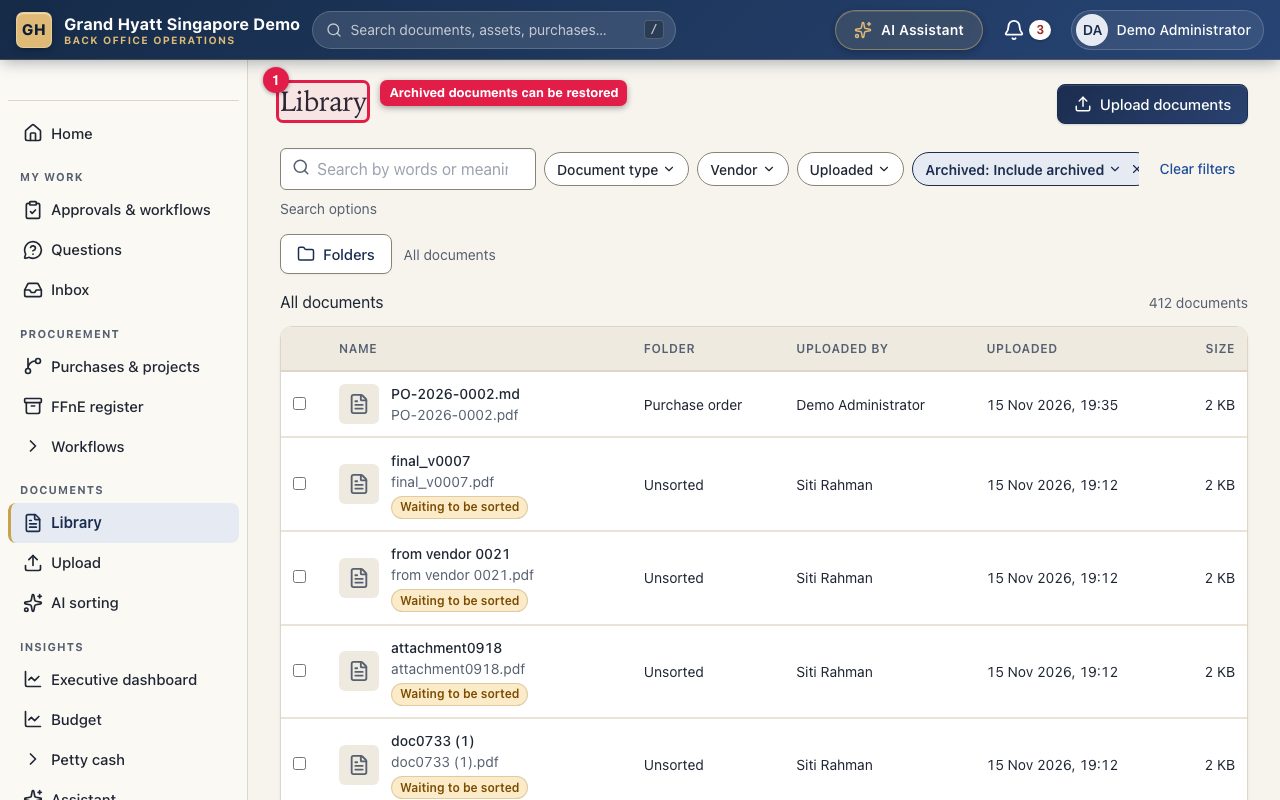 GH
Grand Hyatt Singapore Demo
BACK OFFICE OPERATIONS
Search documents, assets, purchases...
/
AI Assistant
3
DA
Demo Administrator
Home
MY WORK
Approvals & workflows
Questions
Inbox
PROCUREMENT
Purchases & projects
FFnE register
Workflows
DOCUMENTS
Library
Upload
AI sorting
INSIGHTS
Executive dashboard
Budget
Petty cash
Assistant
1
Library
Archived documents can be restored
Upload documents
Search by words or meanin
Document type
Vendor
Uploaded
Archived: Include archived
Clear filters
Search options
Folders
All documents
All documents
412 documents
NAME FOLDER UPLOADED BY UPLOADED SIZE
PO-2026-0002.md
PO-2026-0002.pdf
Purchase order Demo Administrator 15 Nov 2026, 19:35 2 KB
final_v0007
final_v0007.pdf
Waiting to be sorted
Unsorted Siti Rahman 15 Nov 2026, 19:12 2 KB
from vendor 0021
from vendor 0021.pdf
Waiting to be sorted
Unsorted Siti Rahman 15 Nov 2026, 19:12 2 KB
attachment0918
attachment0918.pdf
Waiting to be sorted
Unsorted Siti Rahman 15 Nov 2026, 19:12 2 KB
doc0733 (1)
doc0733 (1).pdf
Waiting to be sorted
Unsorted Siti Rahman 15 Nov 2026, 19:12 2 KB